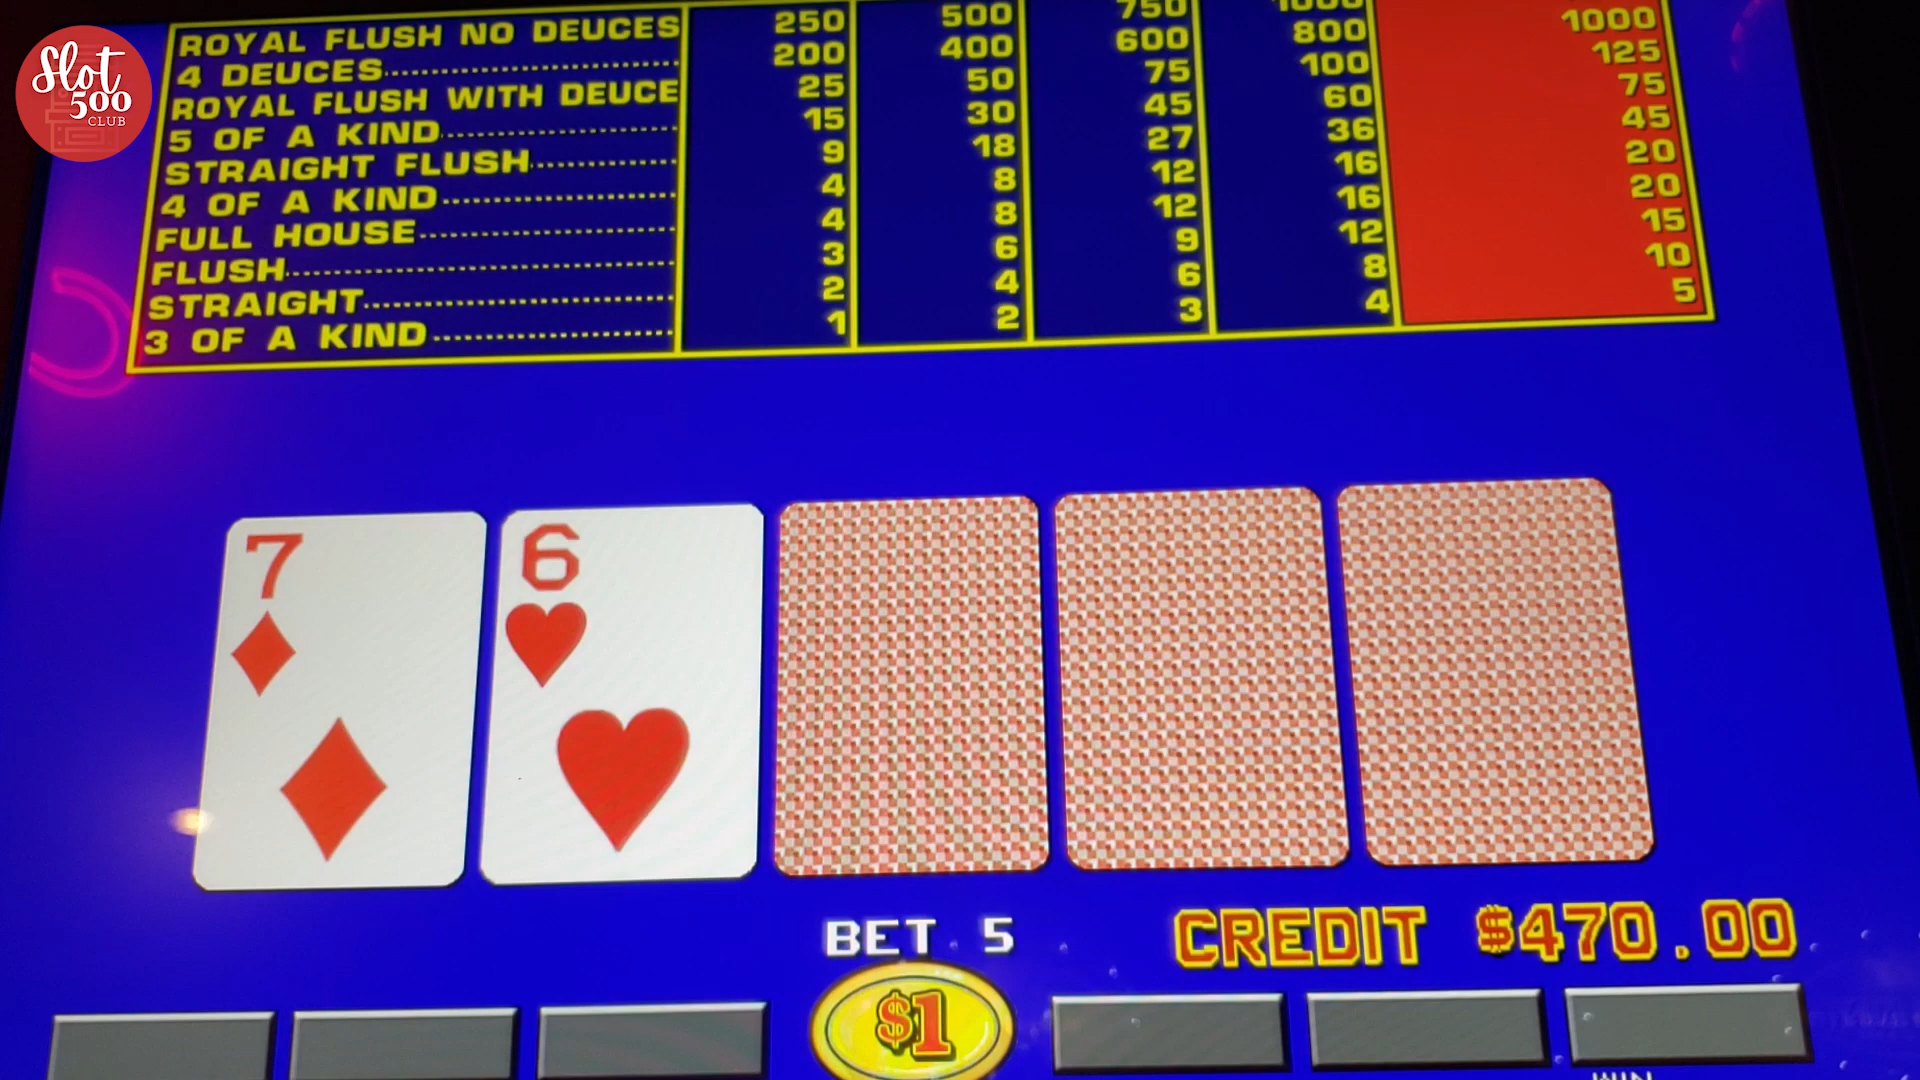 Slot
500
CLUB
ROYAL FLUSH NO DEUCES 250 500 750 1000
4 DEUCES 200 400 600 800 1000
ROYAL FLUSH WITH DEUCE 25 50 75 100 125
5 OF A KIND 15 30 45 60 75
STRAIGHT FLUSH 9 18 27 36 45
4 OF A KIND 4 8 12 16 20
FULL HOUSE 4 8 12 16 20
FLUSH 3 6 9 12 15
STRAIGHT 2 4 6 8 10
3 OF A KIND 1 2 3 4 5
7
6
BET 5
CREDIT $470.00
$1
WIN